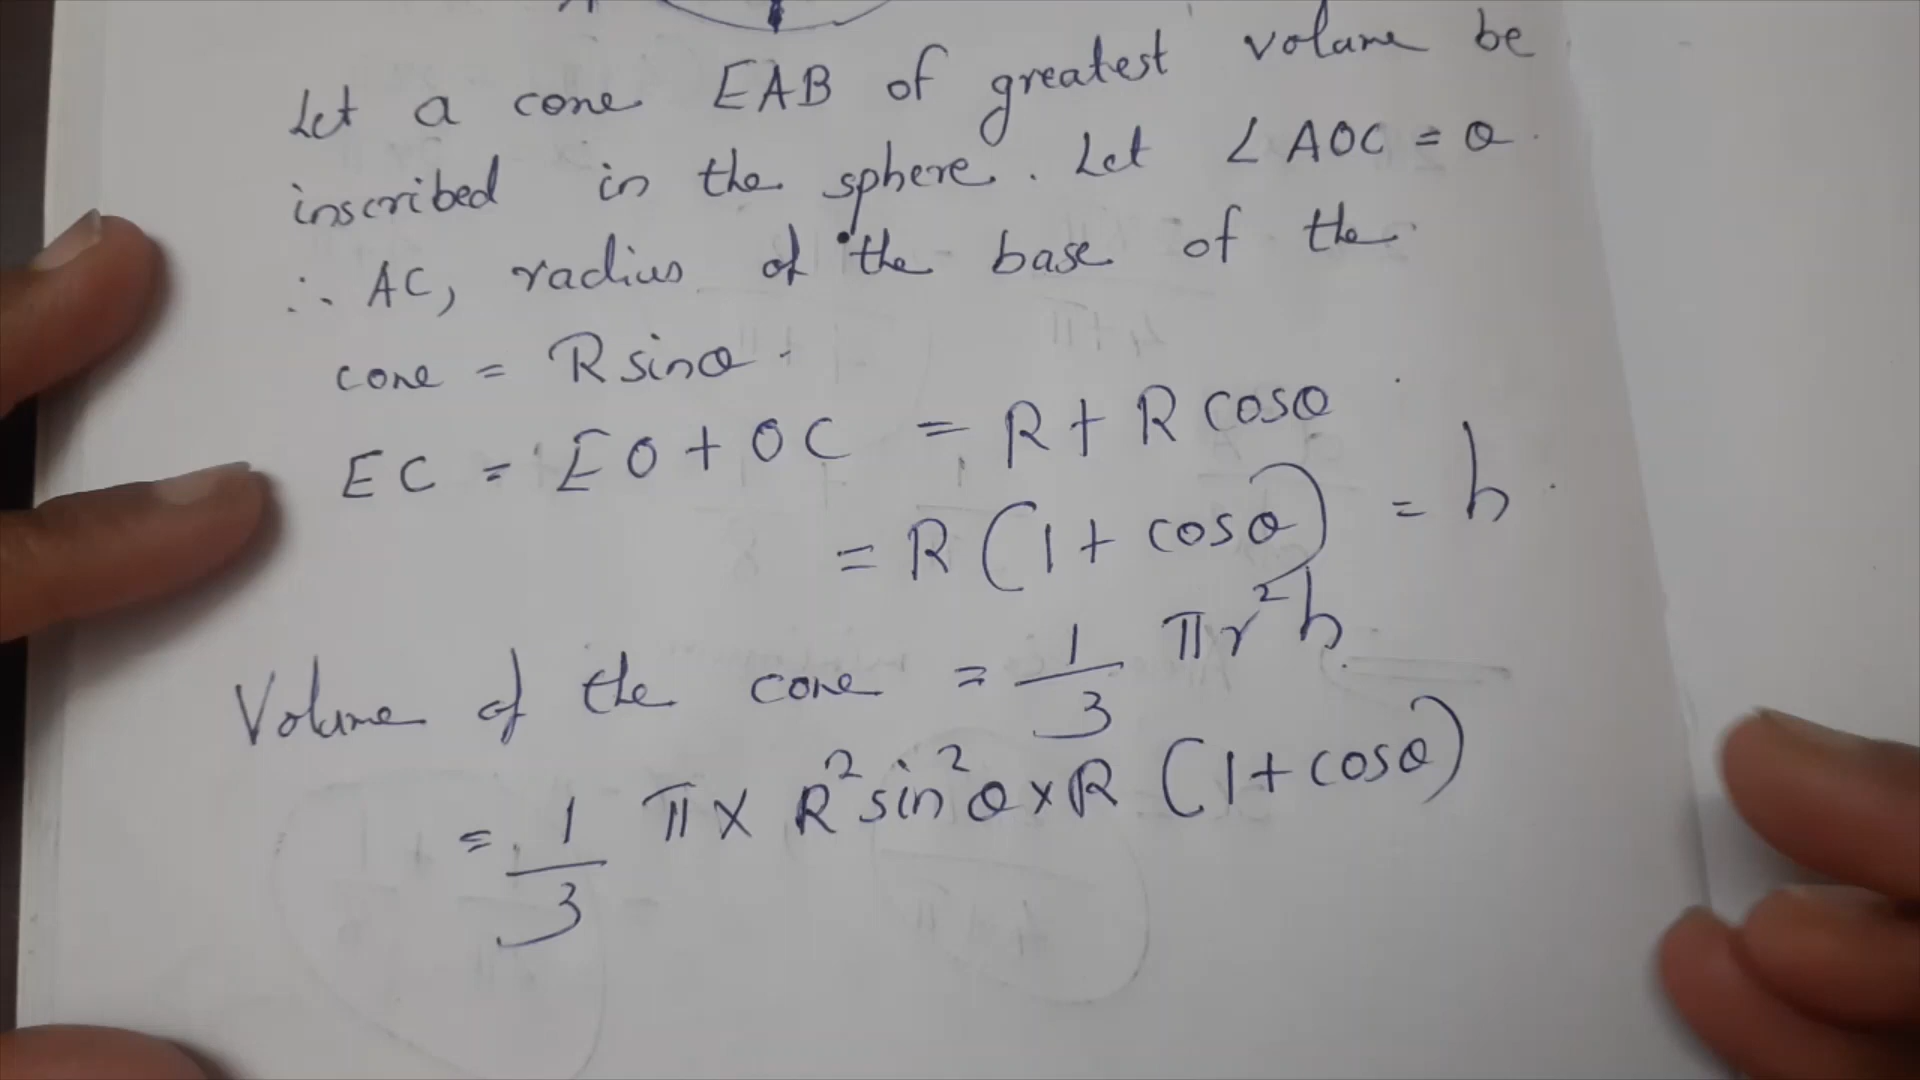 Let a cone EAB of greatest volume be
inscribed in the sphere. Let ∠AOC = θ.
∴ AC, radius of the base of the
cone = R sinθ.
EC = EO + OC = R + R cosθ
= R (1 + cosθ) = h.
Volume of the cone = 1/3 πr²h.
= 1/3 π × R² sin²θ × R (1 + cosθ)